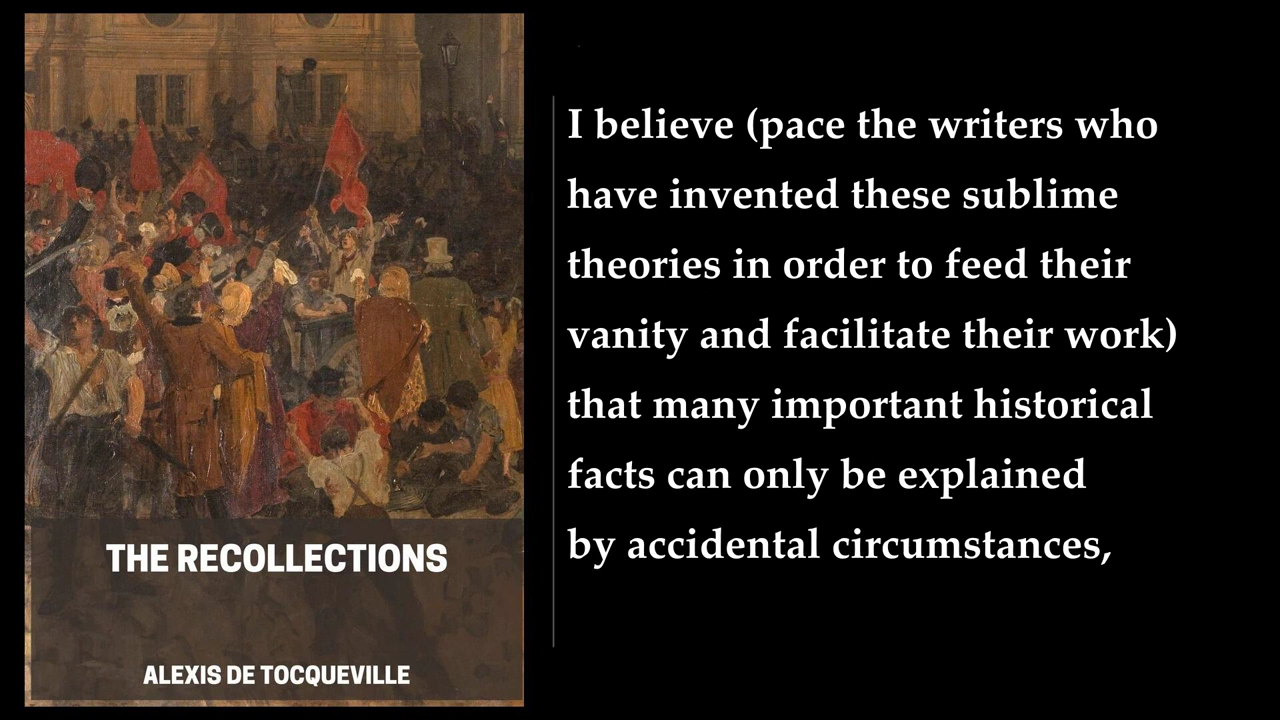 THE RECOLLECTIONS
ALEXIS DE TOCQUEVILLE
I believe (pace the writers who
have invented these sublime
theories in order to feed their
vanity and facilitate their work)
that many important historical
facts can only be explained
by accidental circumstances,